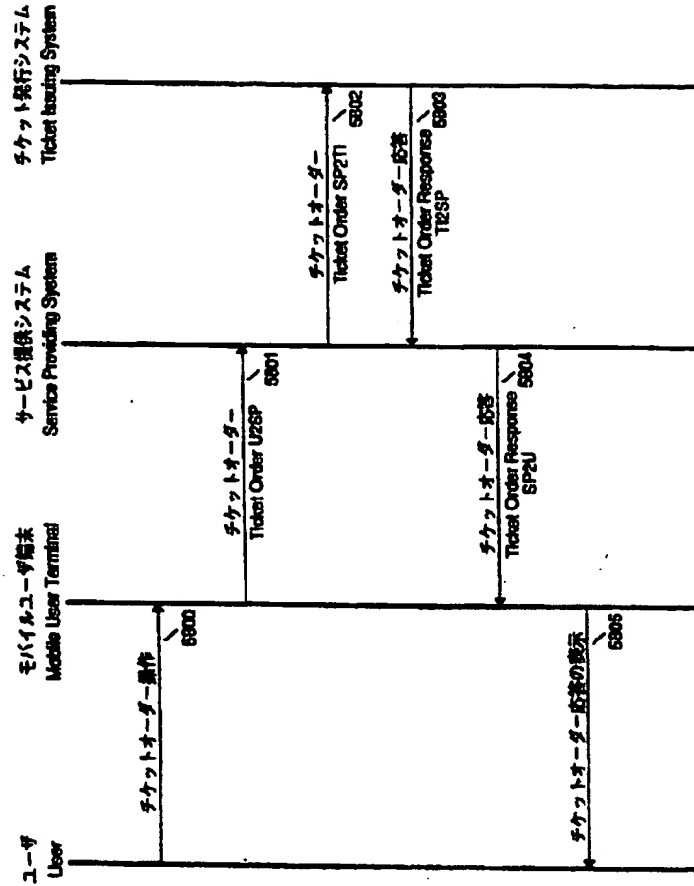 ユーザ
User
モバイルユーザ端末
Mobile User Terminal
サービス提供システム
Service Providing System
チケット発行システム
Ticket Issuing System
チケットオーダー操作
5800
チケットオーダー
Ticket Order U2SP
5801
チケットオーダー
Ticket Order SP2TI
5802
チケットオーダー応答
Ticket Order Response
TI2SP
5803
チケットオーダー応答
Ticket Order Response
SP2U
5804
チケットオーダー応答の表示
5805